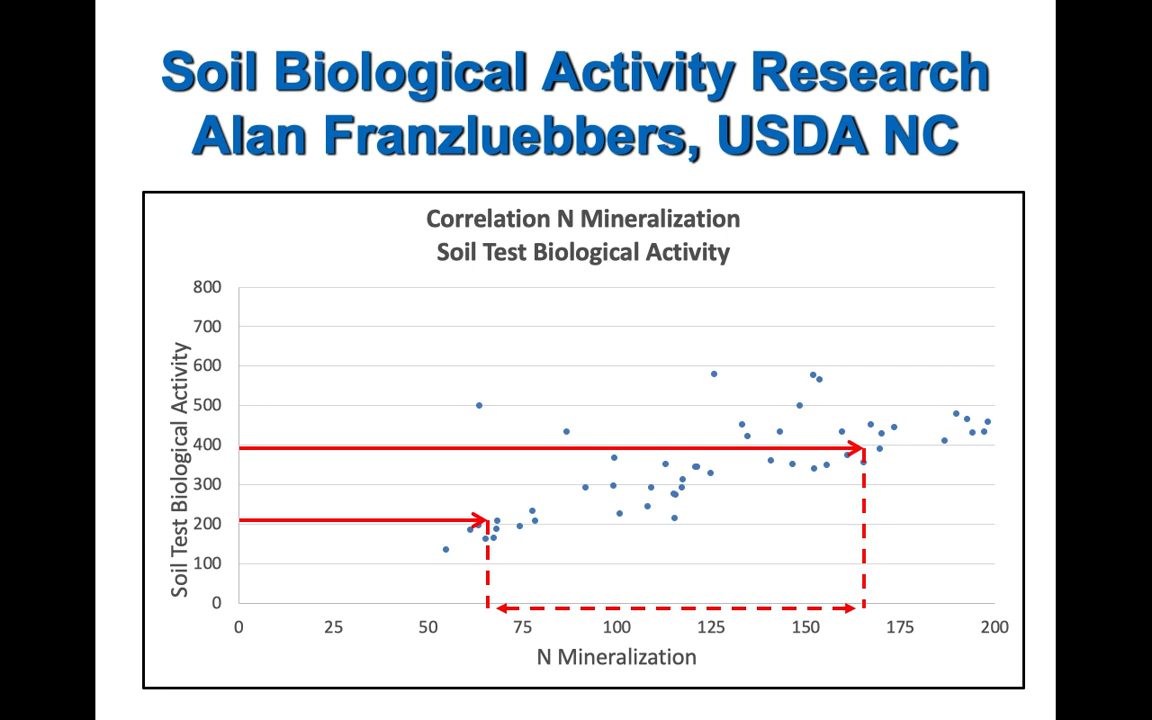 Soil Biological Activity Research
Alan Franzluebbers, USDA NC
Correlation N Mineralization
Soil Test Biological Activity
800
700
600
500
400
300
200
100
0
Soil Test Biological Activity
0 25 50 75 100 125 150 175 200
N Mineralization